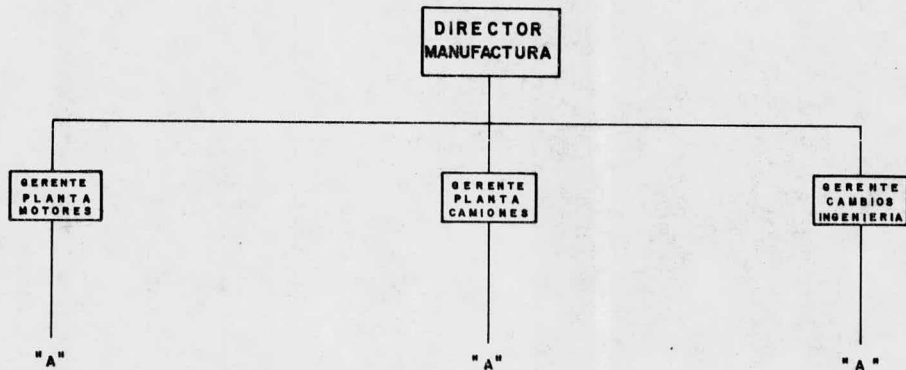 DIRECTOR
MANUFACTURA
GERENTE
PLANTA
MOTORES
GERENTE
PLANTA
CAMIONES
GERENTE
CAMBIOS
INGENIERIA
"A"
"A"
"A"